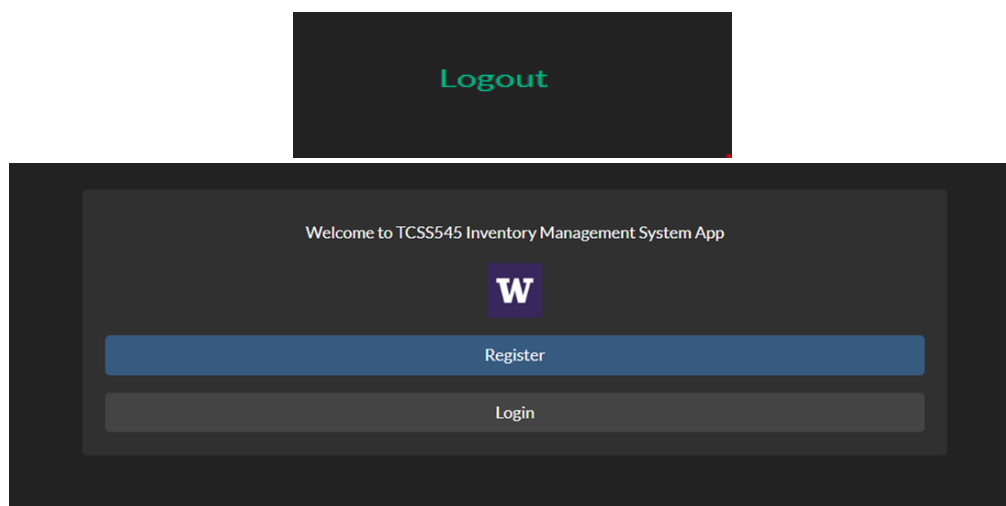 Logout
Welcome to TCSS545 Inventory Management System App
W
Register
Login